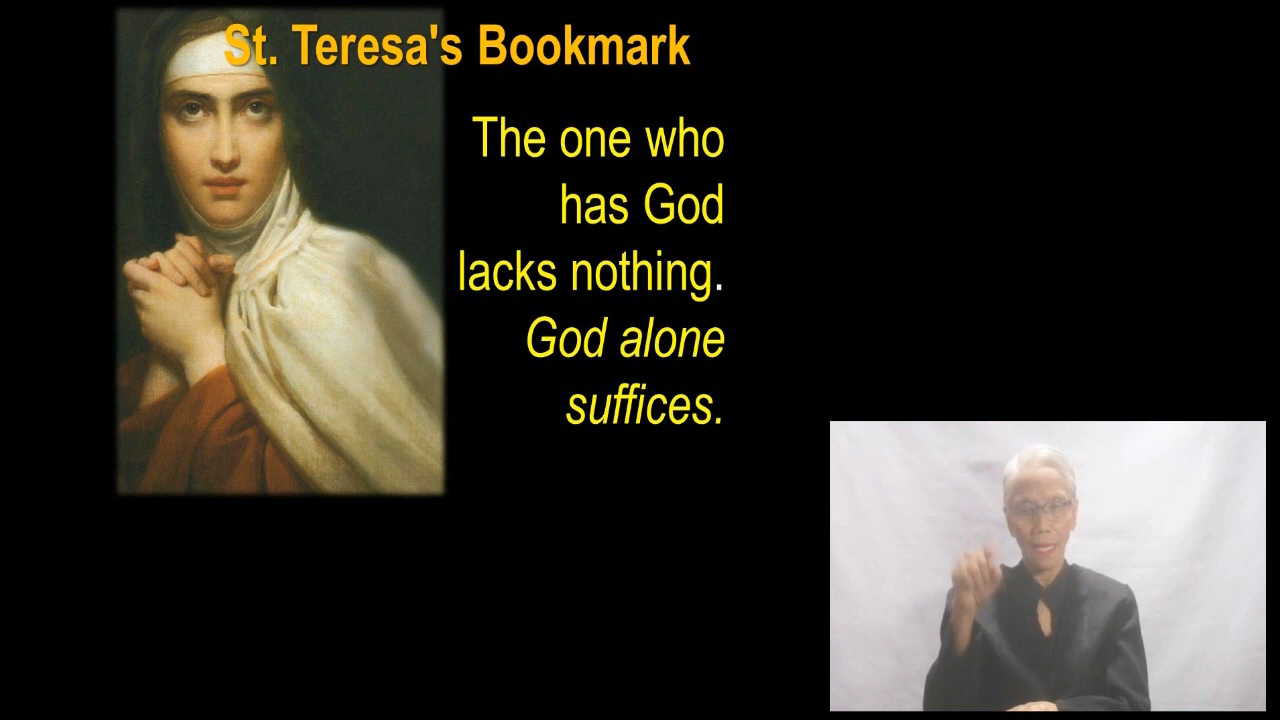 St. Teresa's Bookmark
The one who
has God
lacks nothing.
God alone
suffices.